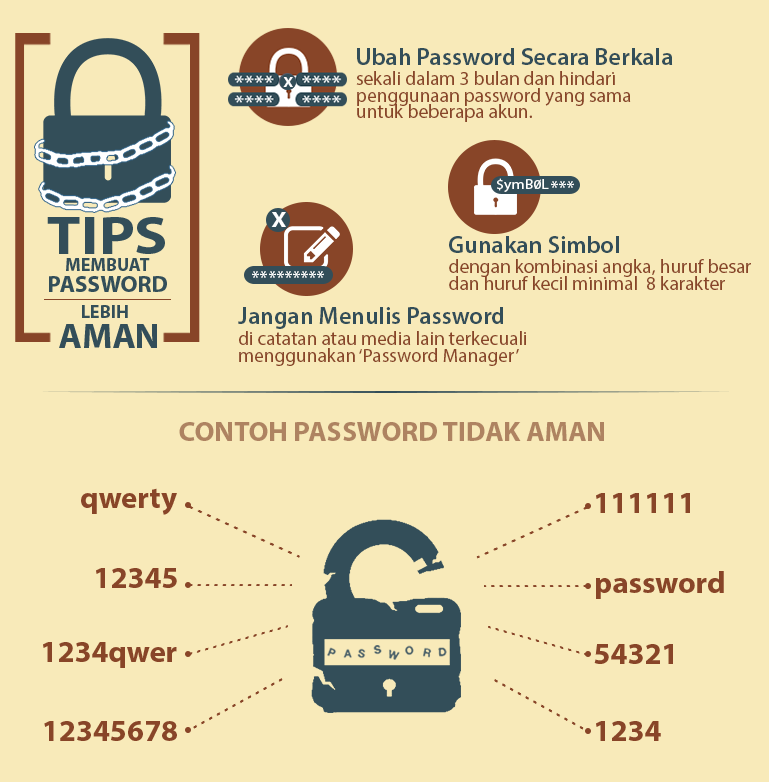 TIPS
MEMBUAT
PASSWORD
LEBIH
AMAN
**** X ****
**** ****
Ubah Password Secara Berkala
sekali dalam 3 bulan dan hindari
penggunaan password yang sama
untuk beberapa akun.
$ymBØL ***
Gunakan Simbol
dengan kombinasi angka, huruf besar
dan huruf kecil minimal 8 karakter
X
*********
Jangan Menulis Password
di catatan atau media lain terkecuali
menggunakan ‘Password Manager’
CONTOH PASSWORD TIDAK AMAN
qwerty
12345
1234qwer
12345678
PASSWORD
111111
password
54321
1234